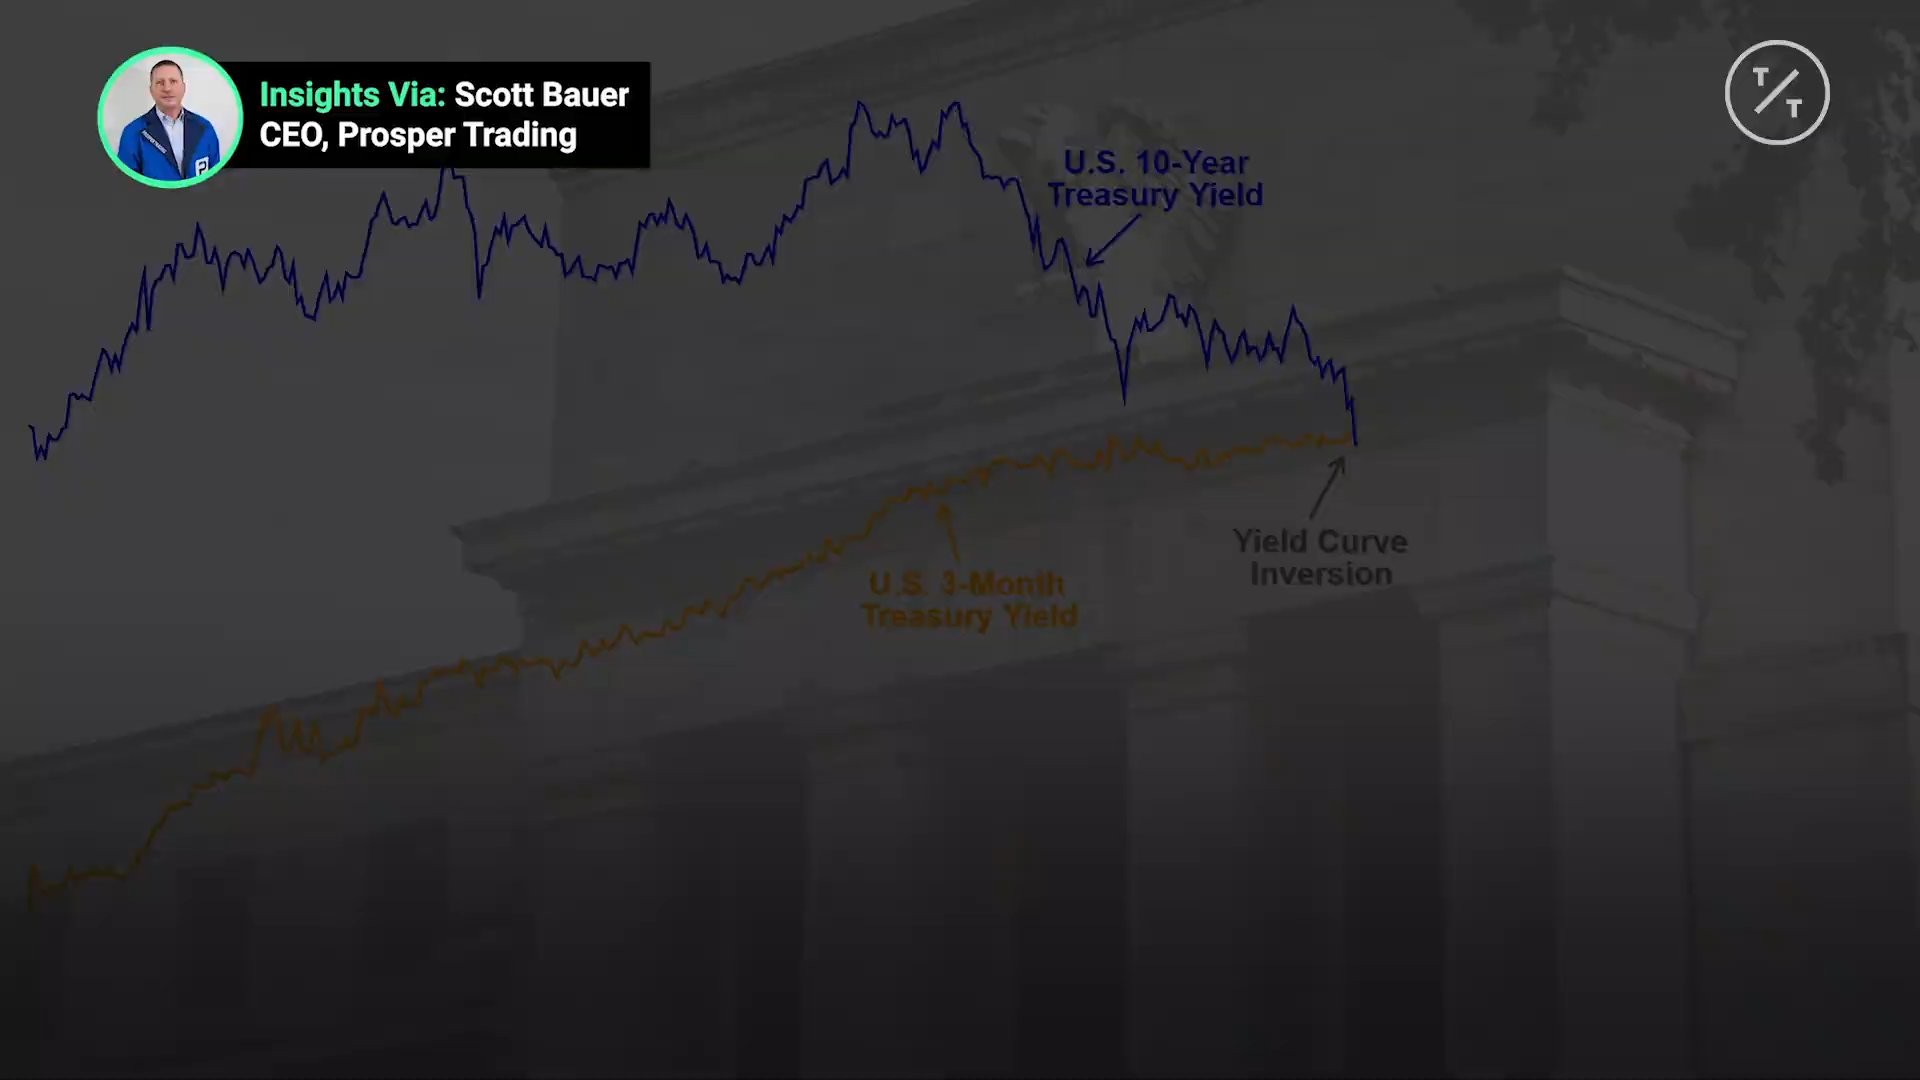 Insights Via: Scott Bauer
CEO, Prosper Trading
T/T
U.S. 10-Year
Treasury Yield
U.S. 3-Month
Treasury Yield
Yield Curve
Inversion